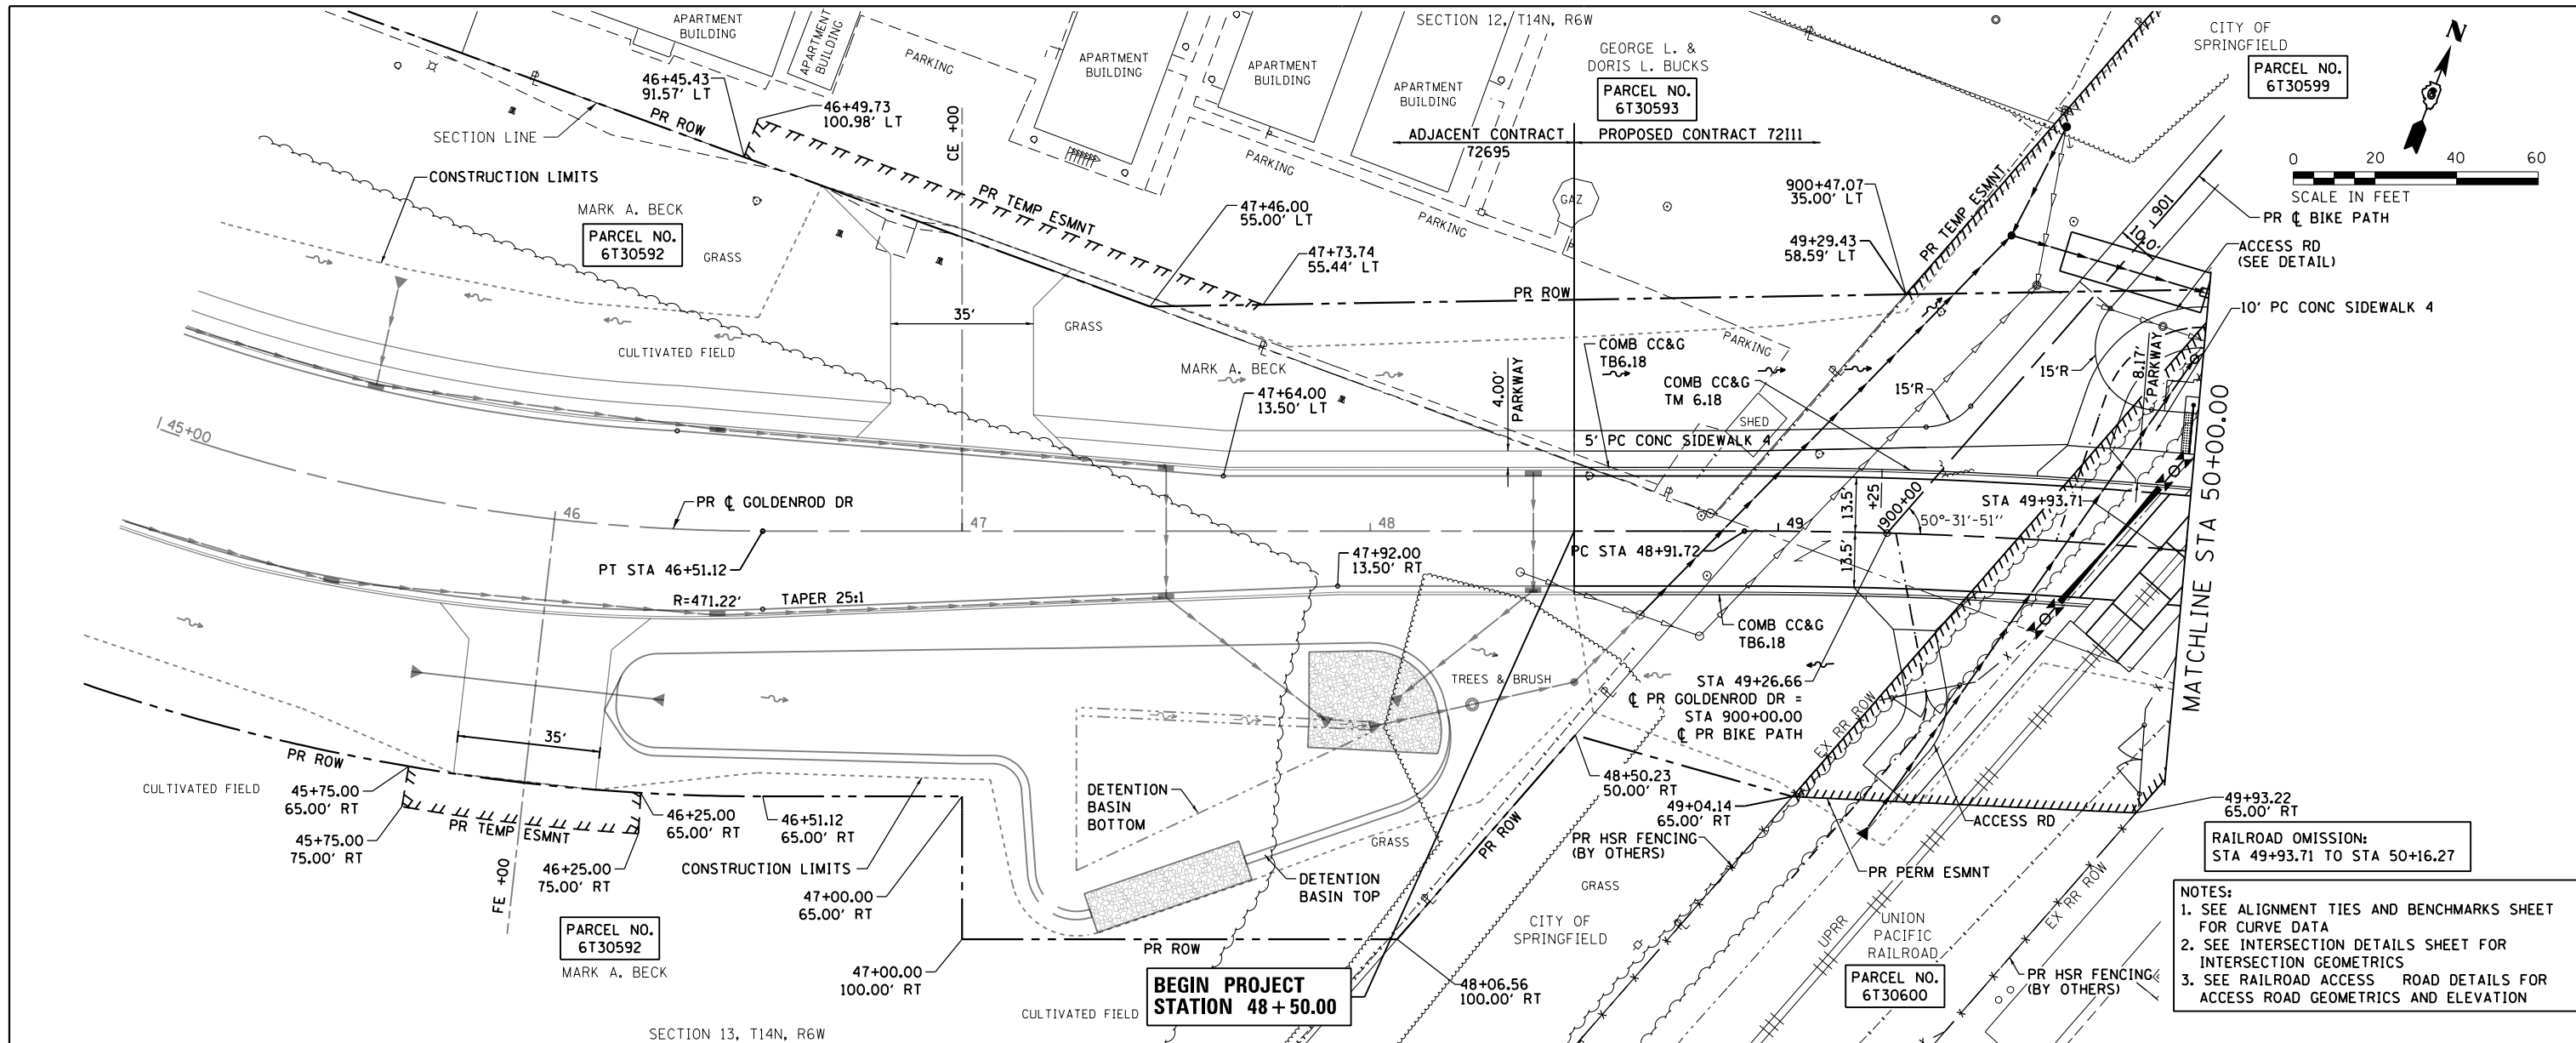 SECTION 12, T14N, R6W
APARTMENT
BUILDING
APARTMENT
BUILDING
PARKING
APARTMENT
BUILDING
APARTMENT
BUILDING
APARTMENT
BUILDING
GEORGE L. &
DORIS L. BUCKS
PARCEL NO.
6T30593
CITY OF
SPRINGFIELD
PARCEL NO.
6T30599
N
0 20 40 60
SCALE IN FEET
46+45.43
91.57' LT
PR ROW
46+49.73
100.98' LT
SECTION LINE
CE +00
ADJACENT CONTRACT
72695
PROPOSED CONTRACT 72I11
PARKING
PARKING
PARKING
GAZ
CONSTRUCTION LIMITS
MARK A. BECK
PARCEL NO.
6T30592
GRASS
PR TEMP ESMNT
47+46.00
55.00' LT
47+73.74
55.44' LT
PR ROW
900+47.07
35.00' LT
49+29.43
58.59' LT
PR TEMP ESMNT
901
10.0'
PR ℄ BIKE PATH
ACCESS RD
(SEE DETAIL)
10' PC CONC SIDEWALK 4
35'
GRASS
CULTIVATED FIELD
MARK A. BECK
47+64.00
13.50' LT
4.00'
PARKWAY
COMB CC&G
TB6.18
COMB CC&G
TM 6.18
SHED
5' PC CONC SIDEWALK 4
15'R
15'R
8.17'
PARKWAY
MATCHLINE STA 50+00.00
45+00
46
47
48
49
PR ℄ GOLDENROD DR
PT STA 46+51.12
R=471.22'
TAPER 25:1
47+92.00
13.50' RT
PC STA 48+91.72
13.5'
13.5'
+25
900+00
50°-31'-51"
STA 49+93.71
COMB CC&G
TB6.18
STA 49+26.66
℄ PR GOLDENROD DR =
STA 900+00.00
℄ PR BIKE PATH
TREES & BRUSH
EX RR ROW
35'
PR ROW
CULTIVATED FIELD
45+75.00
65.00' RT
45+75.00
75.00' RT
PR TEMP ESMNT
46+25.00
65.00' RT
46+25.00
75.00' RT
FE +00
46+51.12
65.00' RT
CONSTRUCTION LIMITS
47+00.00
65.00' RT
47+00.00
100.00' RT
PARCEL NO.
6T30592
MARK A. BECK
DETENTION
BASIN
BOTTOM
DETENTION
BASIN TOP
GRASS
PR ROW
PR ROW
48+50.23
50.00' RT
49+04.14
65.00' RT
PR HSR FENCING
(BY OTHERS)
GRASS
CITY OF
SPRINGFIELD
ACCESS RD
PR PERM ESMNT
49+93.22
65.00' RT
RAILROAD OMISSION:
STA 49+93.71 TO STA 50+16.27
UPRR
UNION
PACIFIC
RAILROAD
PARCEL NO.
6T30600
EX RR ROW
PR HSR FENCING
(BY OTHERS)
48+06.56
100.00' RT
BEGIN PROJECT
STATION 48+50.00
CULTIVATED FIELD
SECTION 13, T14N, R6W
NOTES:
1. SEE ALIGNMENT TIES AND BENCHMARKS SHEET
FOR CURVE DATA
2. SEE INTERSECTION DETAILS SHEET FOR
INTERSECTION GEOMETRICS
3. SEE RAILROAD ACCESS ROAD DETAILS FOR
ACCESS ROAD GEOMETRICS AND ELEVATION